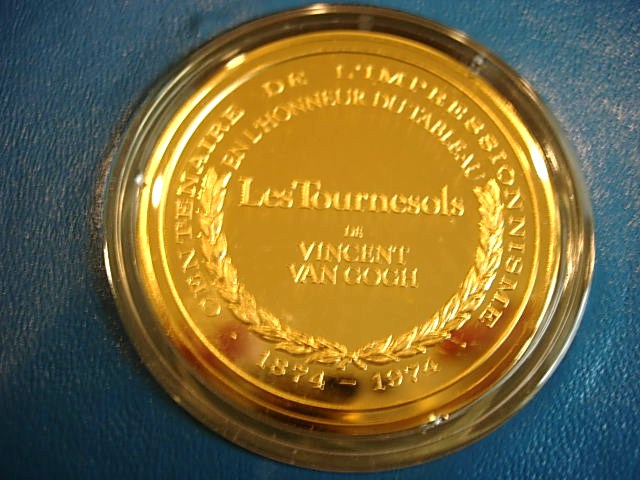 CENTENAIRE DE L'IMPRESSIONNISME
EN L'HONNEUR DU TABLEAU
Les Tournesols
DE
VINCENT
VAN GOGH
1874 - 1974